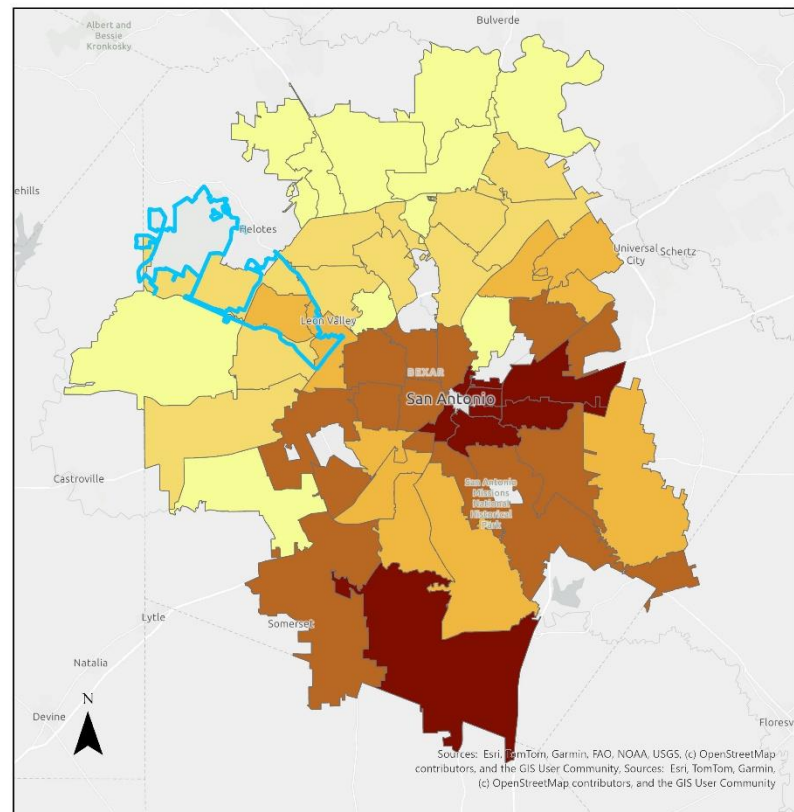 Albert and
Bessie
Kronkosky
Bulverde
ehills
Helotes
Universal
City
Schertz
Leon Valley
BEXAR
San Antonio
Castroville
San Antonio
Missions
National
Historical
Park
Lytle
Somerset
Natalia
N
Devine
Floresv
Sources: Esri, TomTom, Garmin, FAO, NOAA, USGS, (c) OpenStreetMap
contributors, and the GIS User Community, Sources: Esri, TomTom, Garmin,
(c) OpenStreetMap contributors, and the GIS User Community